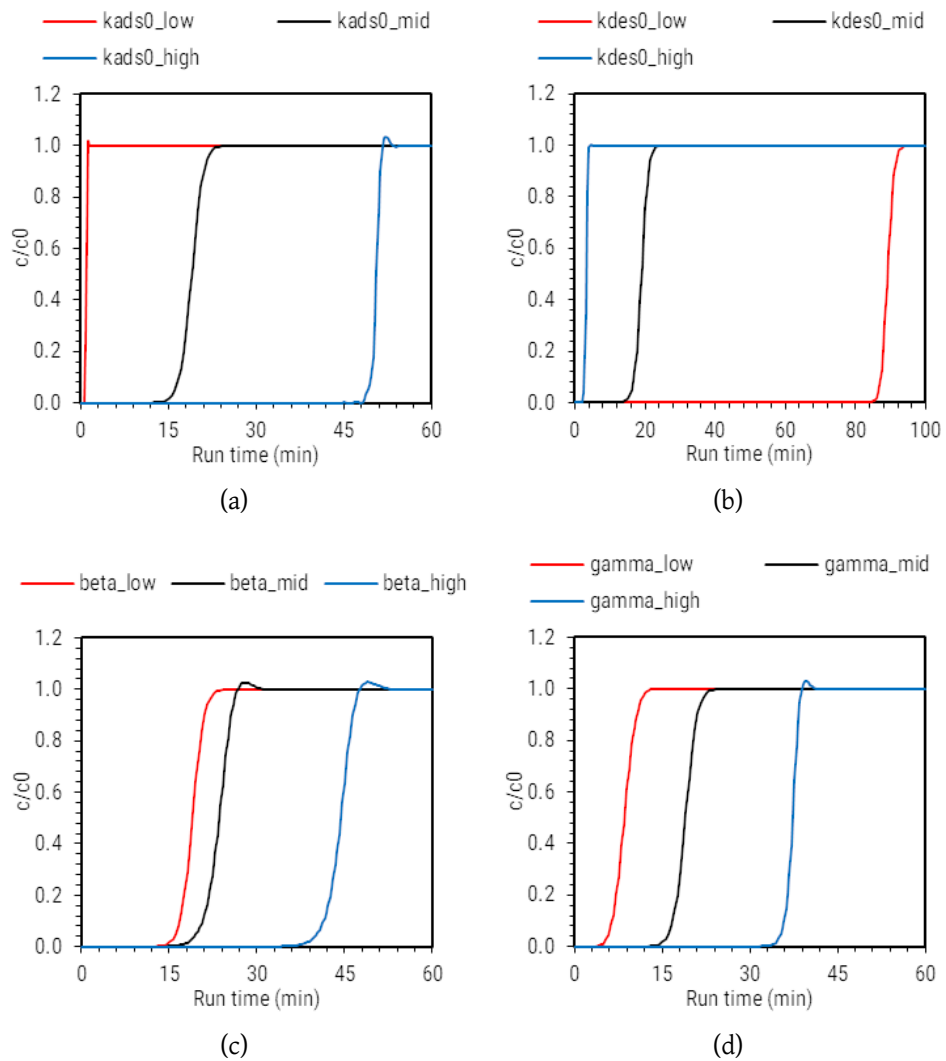 kads0_low kads0_mid
kads0_high
1.2
1.0
0.8
0.6
0.4
0.2
0.0
c/c0
0 15 30 45 60
Run time (min)
(a)
kdes0_low kdes0_mid
kdes0_high
1.2
1.0
0.8
0.6
0.4
0.2
0.0
c/c0
0 20 40 60 80 100
Run time (min)
(b)
beta_low beta_mid beta_high
1.2
1.0
0.8
0.6
0.4
0.2
0.0
c/c0
0 15 30 45 60
Run time (min)
(c)
gamma_low gamma_mid
gamma_high
1.2
1.0
0.8
0.6
0.4
0.2
0.0
c/c0
0 15 30 45 60
Run time (min)
(d)